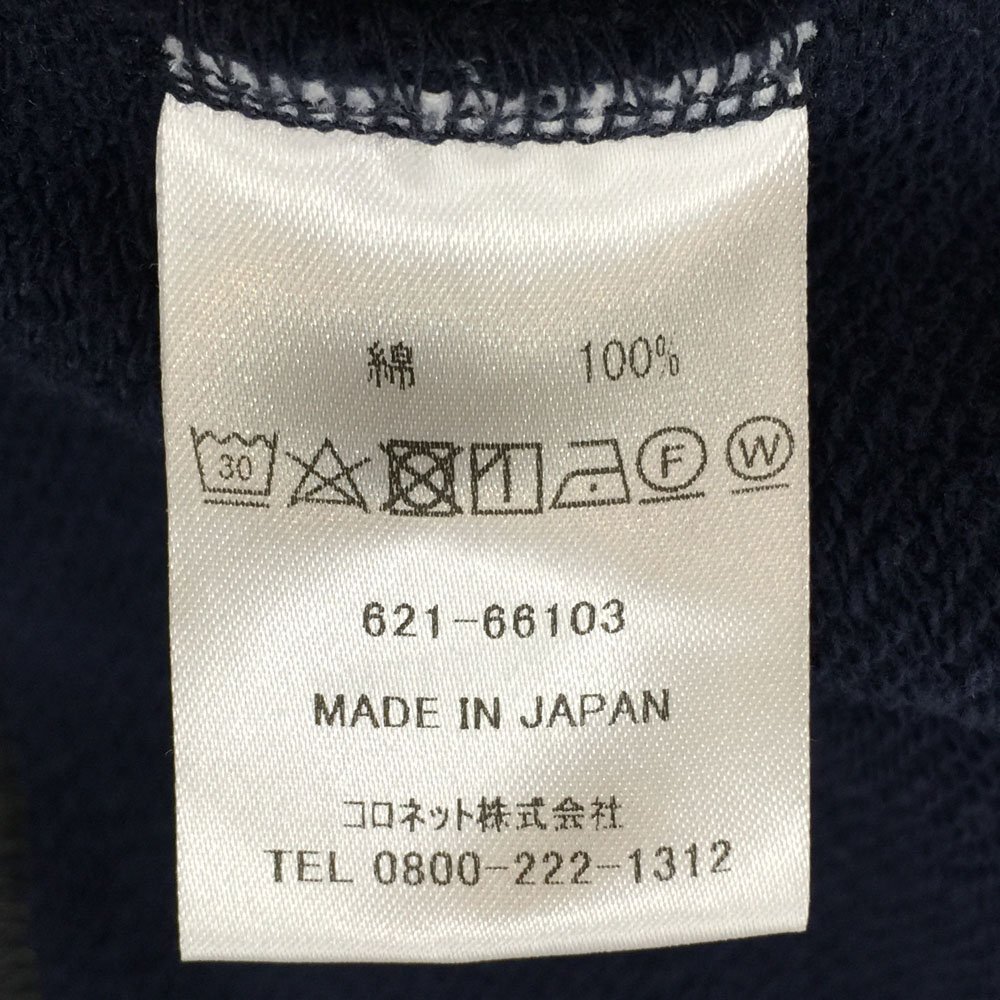 綿 100%
30 F W
621-66103
MADE IN JAPAN
コロネット株式会社
TEL 0800-222-1312